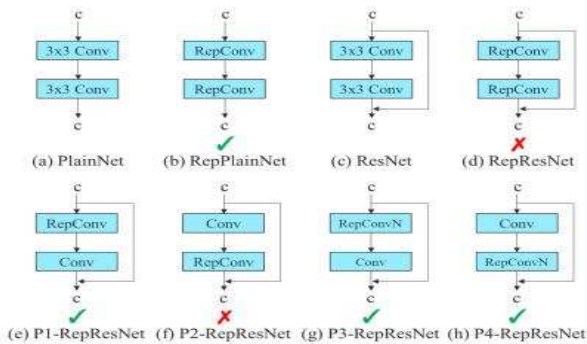 c c c c
3x3 Conv RepConv 3x3 Conv RepConv
3x3 Conv RepConv 3x3 Conv RepConv
c c c c
(a) PlainNet (b) RepPlainNet (c) ResNet (d) RepResNet
c c c c
RepConv Conv RepConvN Conv
Conv RepConv Conv RepConvN
c c c c
(e) P1-RepResNet (f) P2-RepResNet (g) P3-RepResNet (h) P4-RepResNet